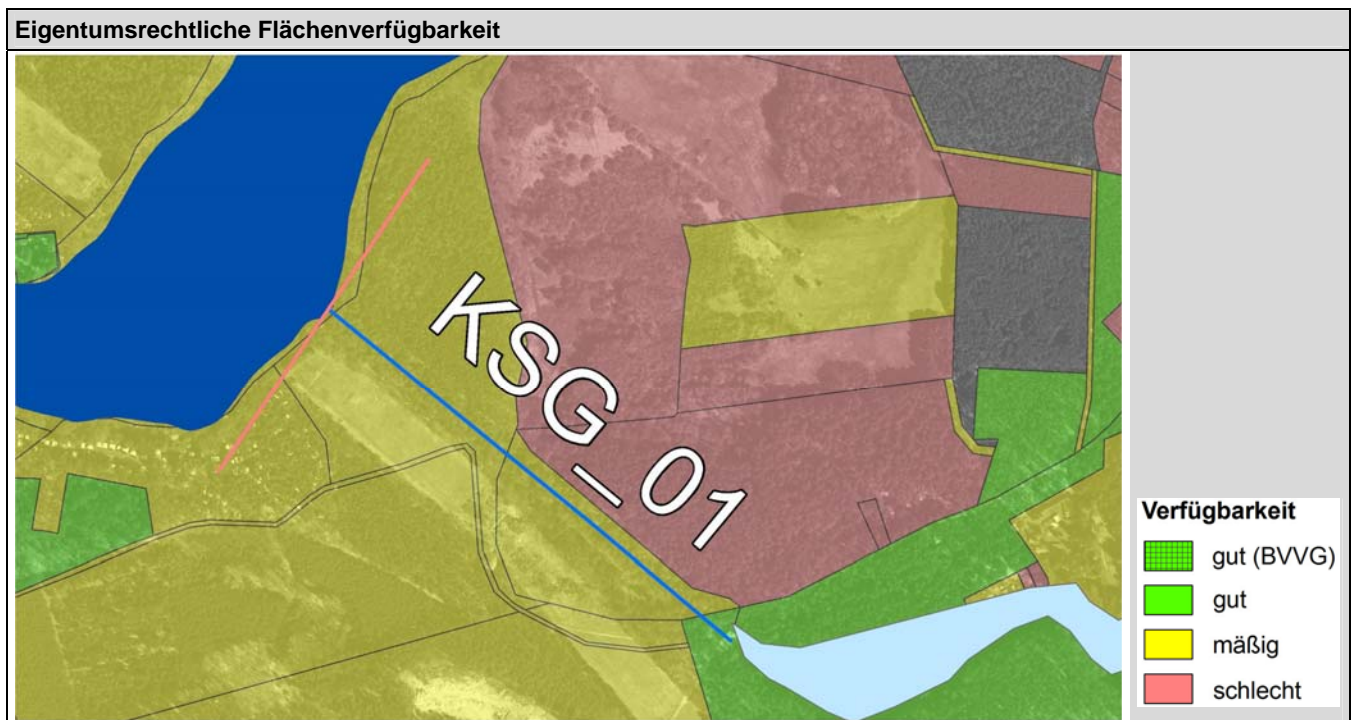 Eigentumsrechtliche Flächenverfügbarkeit
KSG_01
Verfügbarkeit
gut (BVVG)
gut
mäßig
schlecht